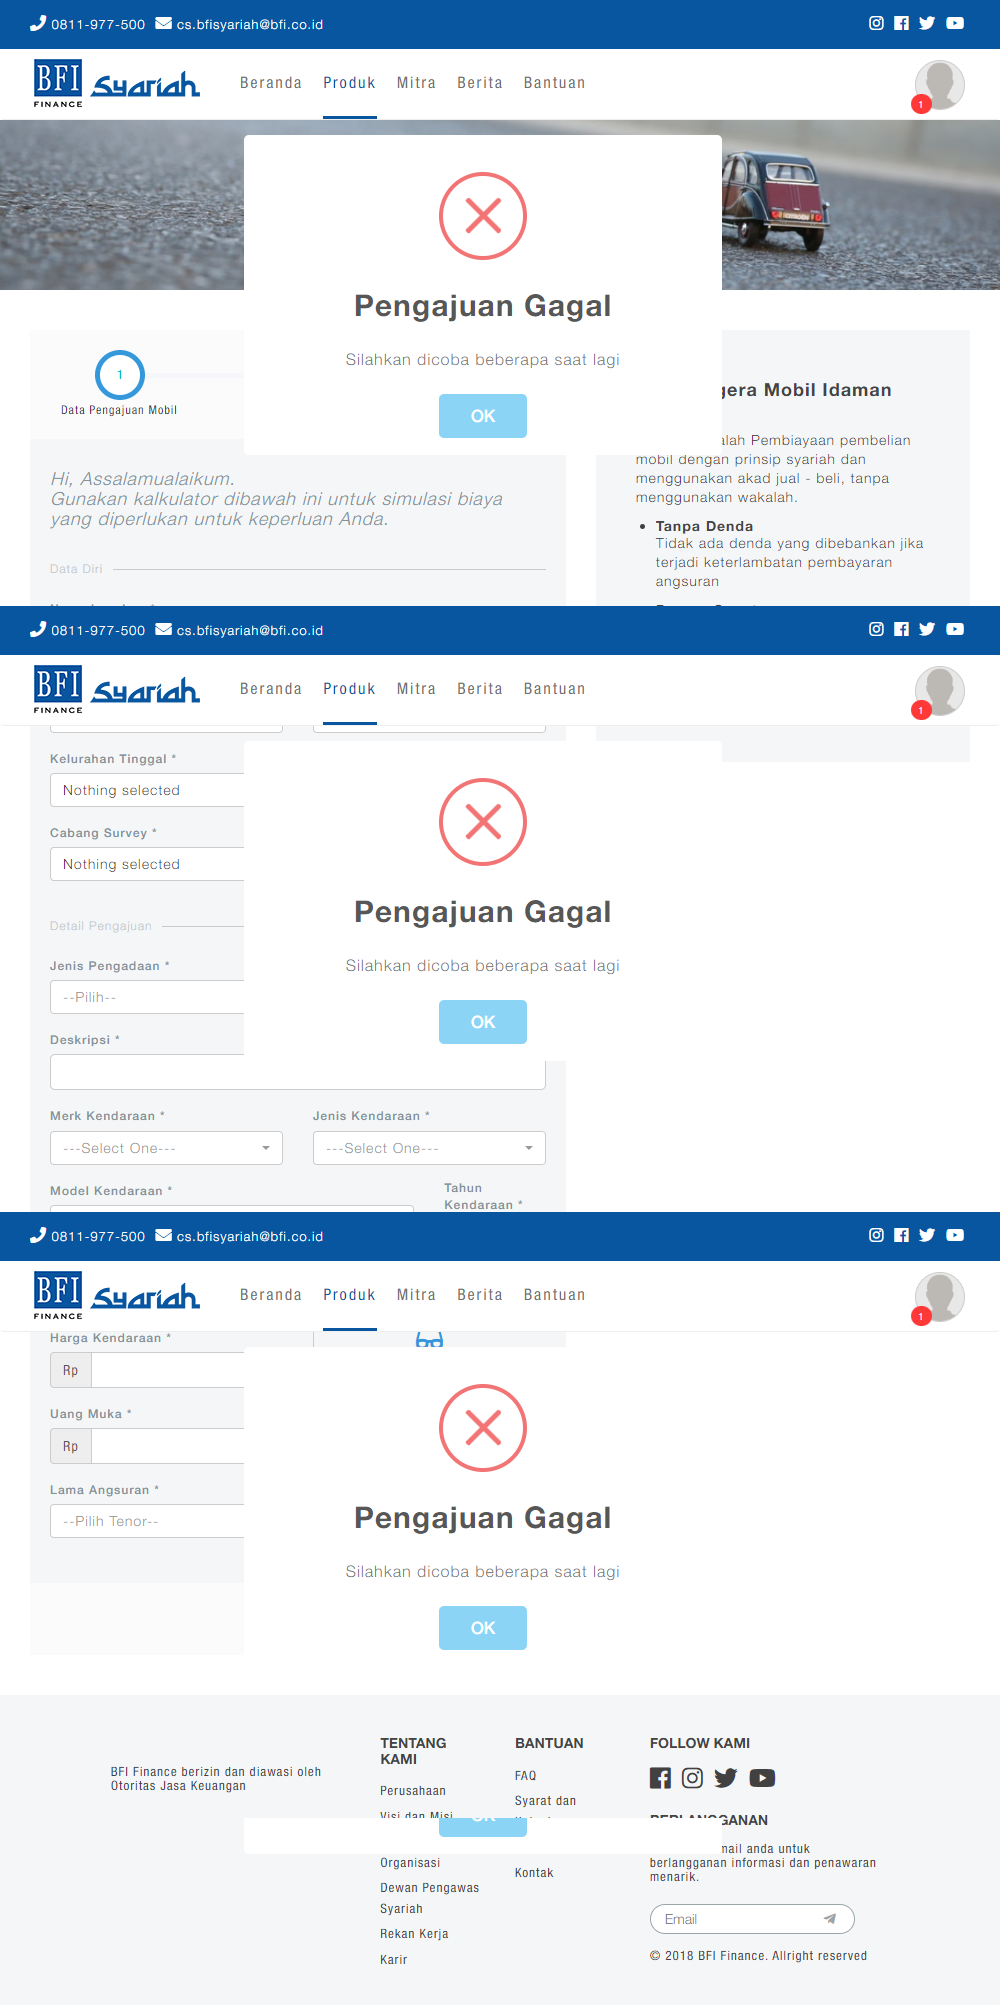 0811-977-500 cs.bfisyariah@bfi.co.id
BFI FINANCE Syariah
Beranda Produk Mitra Berita Bantuan
1
Pengajuan Gagal
Silahkan dicoba beberapa saat lagi
OK
1
Data Pengajuan Mobil
Hi, Assalamualaikum.
Gunakan kalkulator dibawah ini untuk simulasi biaya
yang diperlukan untuk keperluan Anda.
Data Diri
Mobil Idaman
Pembiayaan pembelian
mobil dengan prinsip syariah dan
menggunakan akad jual - beli, tanpa
menggunakan wakalah.
Tanpa Denda
Tidak ada denda yang dibebankan jika
terjadi keterlambatan pembayaran
angsuran
0811-977-500 cs.bfisyariah@bfi.co.id
BFI FINANCE Syariah
Beranda Produk Mitra Berita Bantuan
1
Kelurahan Tinggal *
Nothing selected
Cabang Survey *
Nothing selected
Pengajuan Gagal
Silahkan dicoba beberapa saat lagi
OK
Detail Pengajuan
Jenis Pengadaan *
--Pilih--
Deskripsi *
Merk Kendaraan * Jenis Kendaraan *
---Select One--- ---Select One---
Model Kendaraan * Tahun
Kendaraan *
0811-977-500 cs.bfisyariah@bfi.co.id
BFI FINANCE Syariah
Beranda Produk Mitra Berita Bantuan
1
Harga Kendaraan *
Rp
Uang Muka *
Rp
Lama Angsuran *
--Pilih Tenor--
Pengajuan Gagal
Silahkan dicoba beberapa saat lagi
OK
BFI Finance berizin dan diawasi oleh
Otoritas Jasa Keuangan
TENTANG
KAMI
Perusahaan
Visi dan Misi
Organisasi
Dewan Pengawas
Syariah
Rekan Kerja
Karir
BANTUAN
FAQ
Syarat dan
Kontak
FOLLOW KAMI
BERLANGGANAN
anda untuk
berlangganan informasi dan penawaran
menarik.
Email
© 2018 BFI Finance. Allright reserved